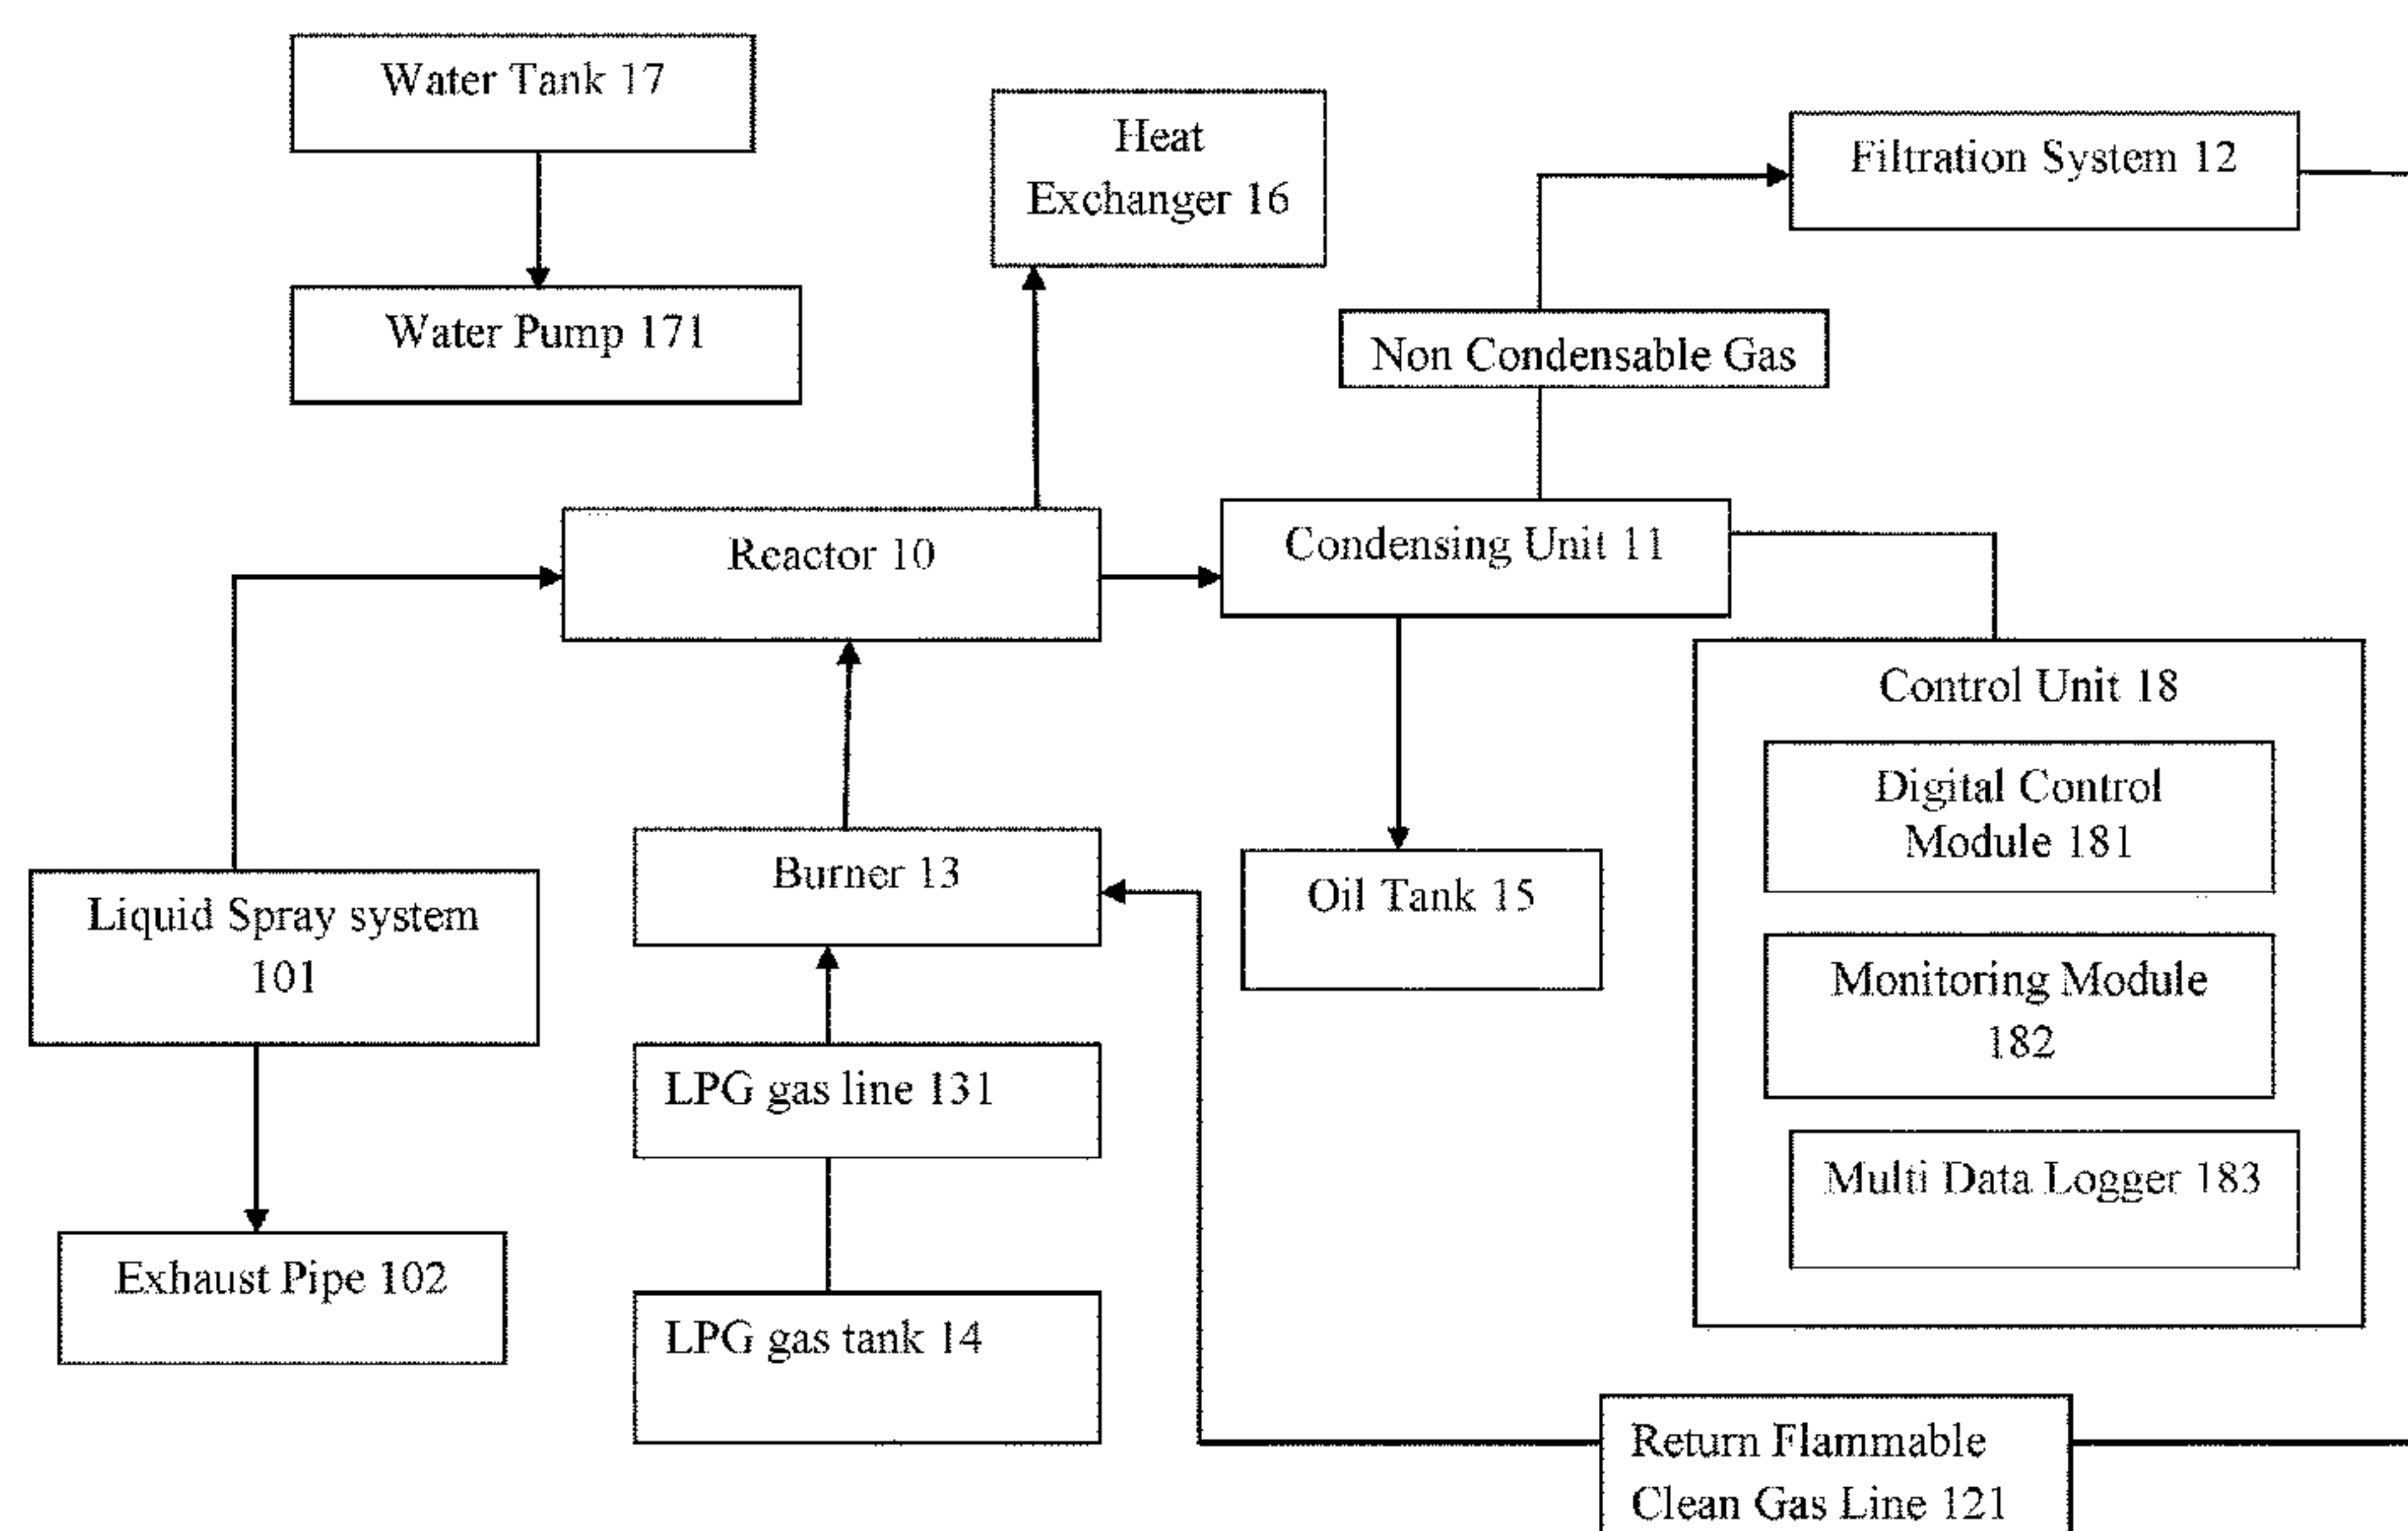 Water Tank 17
Heat
Exchanger 16
Filtration System 12
Water Pump 171
Non Condensable Gas
Reactor 10
Condensing Unit 11
Control Unit 18
Digital Control
Module 181
Burner 13
Oil Tank 15
Liquid Spray system
101
Monitoring Module
182
LPG gas line 131
Multi Data Logger 183
Exhaust Pipe 102
LPG gas tank 14
Return Flammable
Clean Gas Line 121